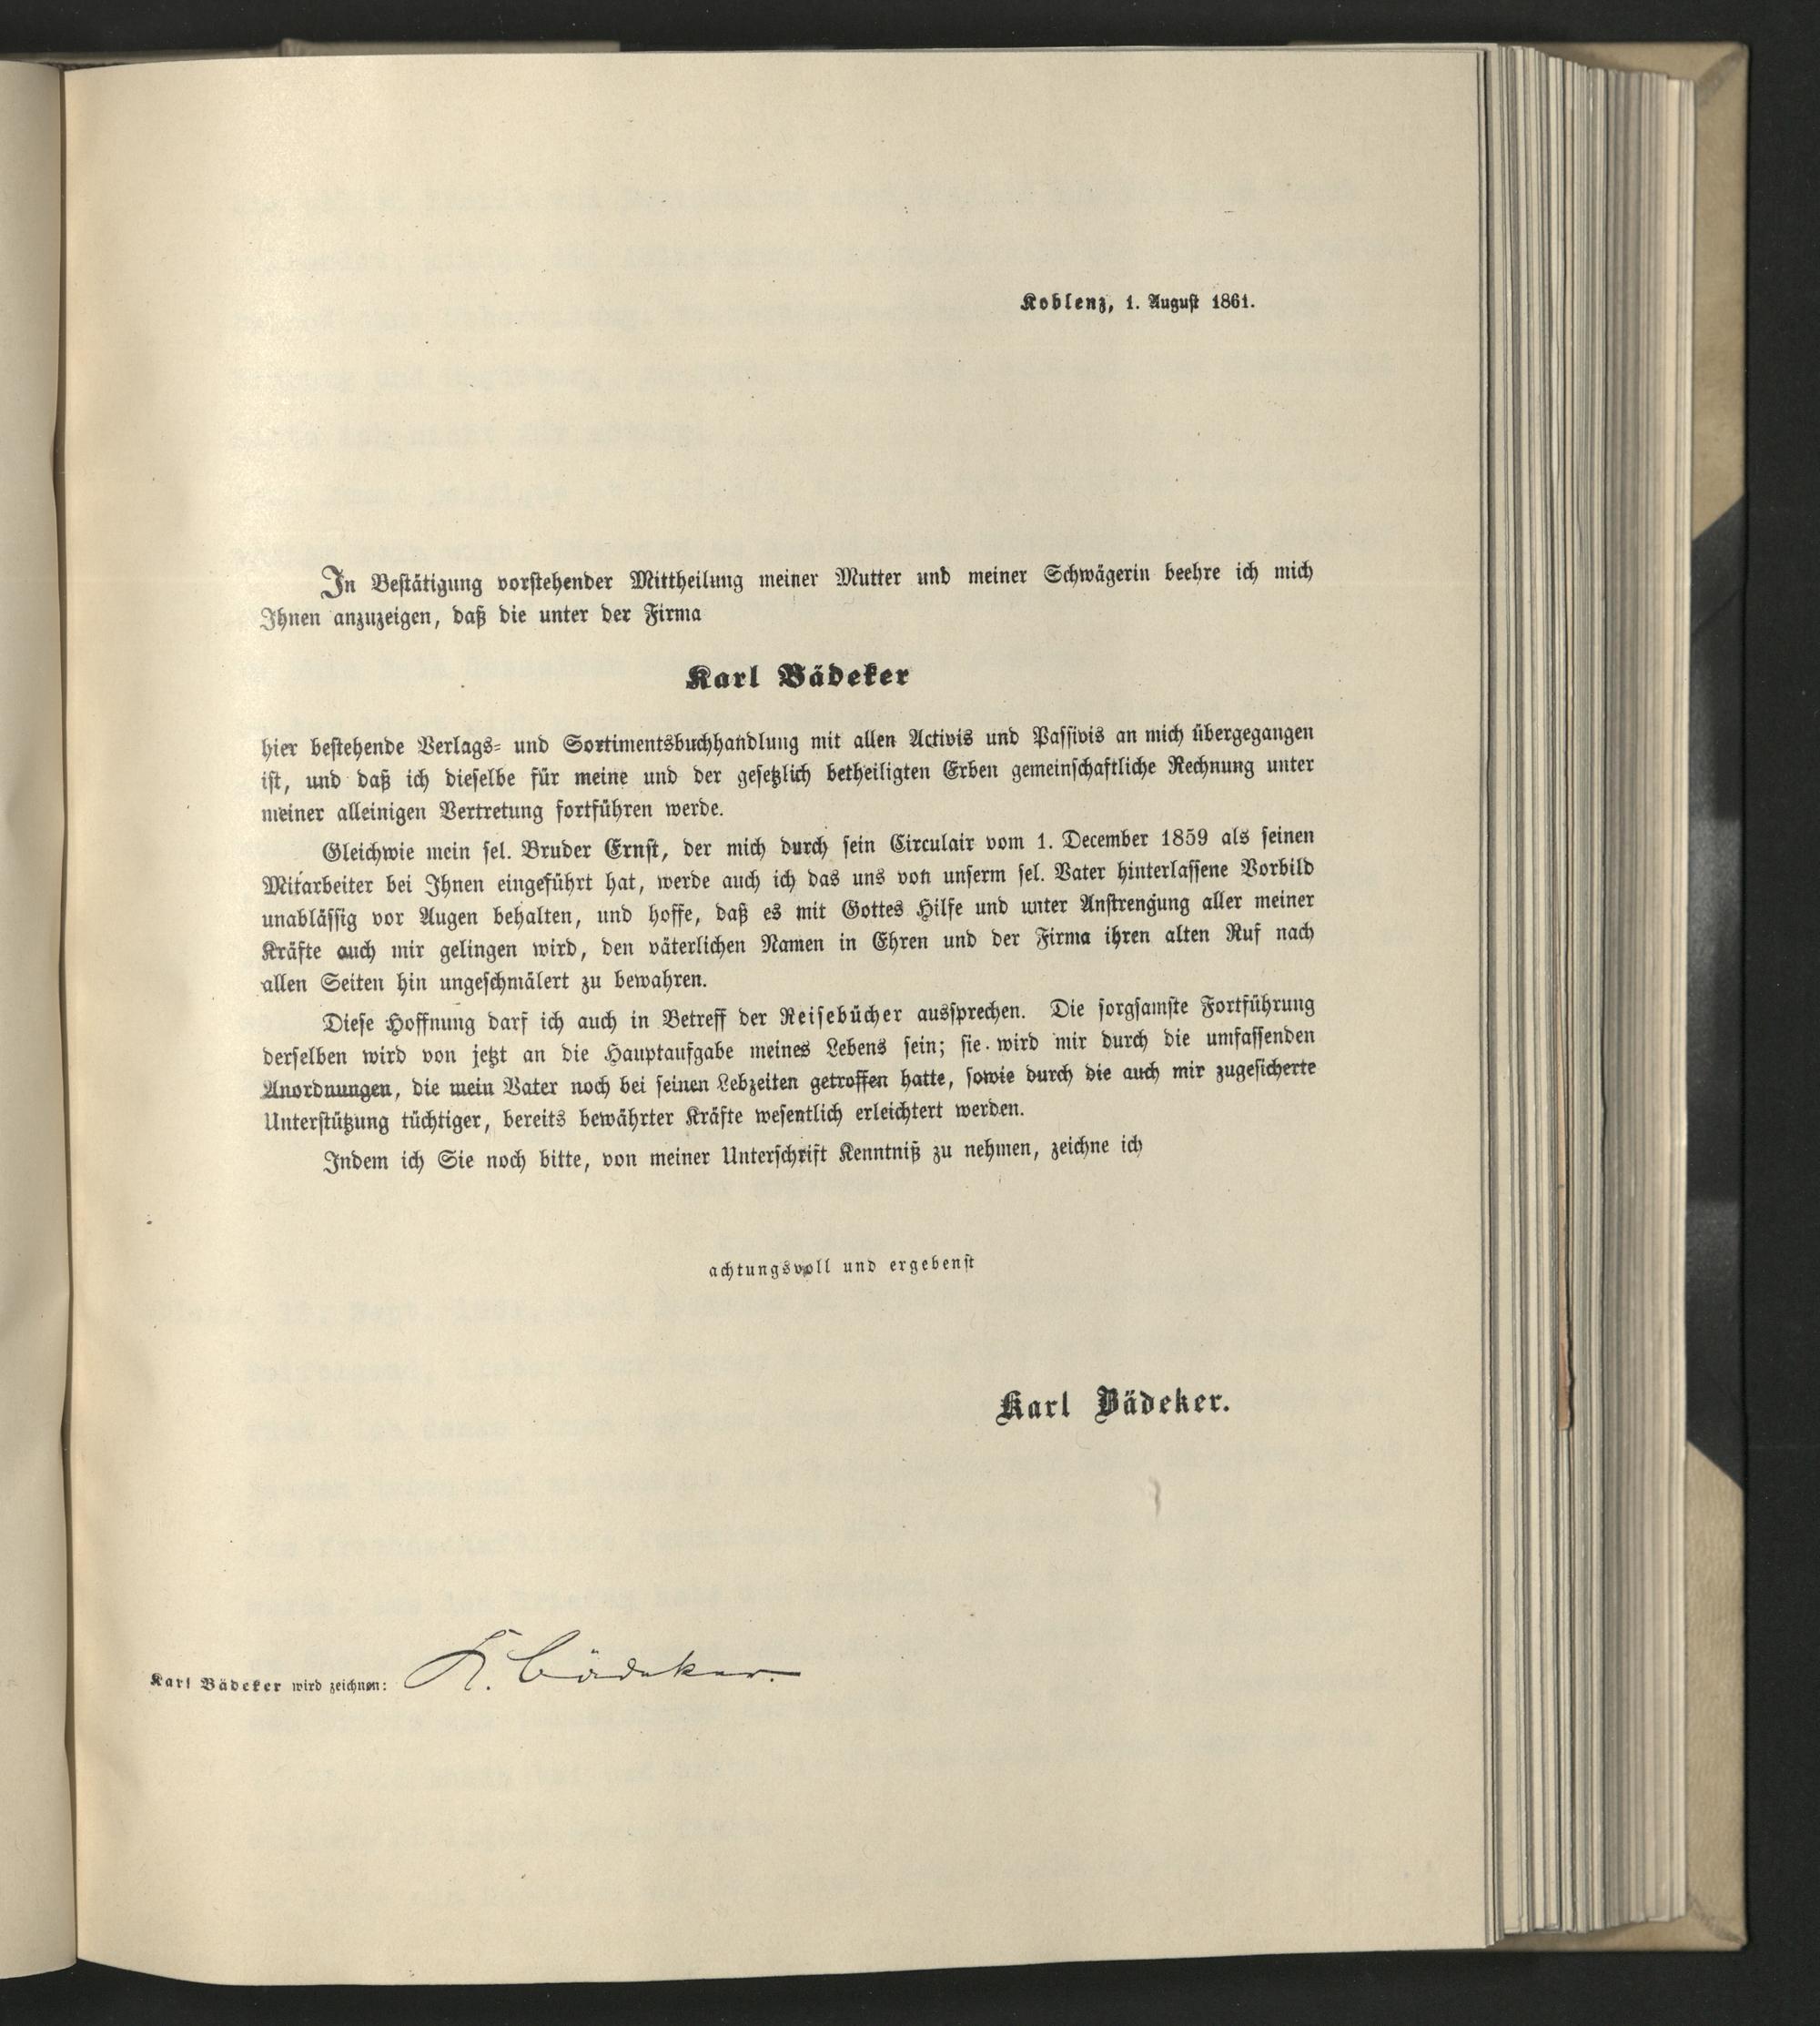 Koblenz, 1. August 1861.
In Bestätigung vorstehender Mittheilung meiner Mutter und meiner Schwägerin beehre ich mich
Ihnen anzuzeigen, daß die unter der Firma
Karl Bädeker
hier bestehende Verlags- und Sortimentsbuchhandlung mit allen Activis und Passivis an mich übergegangen
ist, und daß ich dieselbe für meine und der gesetzlich betheiligten Erben gemeinschaftliche Rechnung unter
meiner alleinigen Vertretung fortführen werde.
Gleichwie mein sel. Bruder Ernst, der mich durch sein Circulair vom 1. December 1859 als seinen
Mitarbeiter bei Ihnen eingeführt hat, werde auch ich das uns von unserm sel. Vater hinterlassene Vorbild
unablässig vor Augen behalten, und hoffe, daß es mit Gottes Hilfe und unter Anstrengung aller meiner
Kräfte auch mir gelingen wird, den väterlichen Namen in Ehren und der Firma ihren alten Ruf nach
allen Seiten hin ungeschmälert zu bewahren.
Diese Hoffnung darf ich auch in Betreff der Reisebücher aussprechen. Die sorgsamste Fortführung
derselben wird von jetzt an die Hauptaufgabe meines Lebens sein; sie wird mir durch die umfassenden
Anordnungen, die mein Vater noch bei seinen Lebzeiten getroffen hatte, sowie durch die auch mir zugesicherte
Unterstützung tüchtiger, bereits bewährter Kräfte wesentlich erleichtert werden.
Indem ich Sie noch bitte, von meiner Unterschrift Kenntniß zu nehmen, zeichne ich
achtungsvoll und ergebenst
Karl Bädeker.
Karl Bädeker wird zeichnen: K. Bädeker.